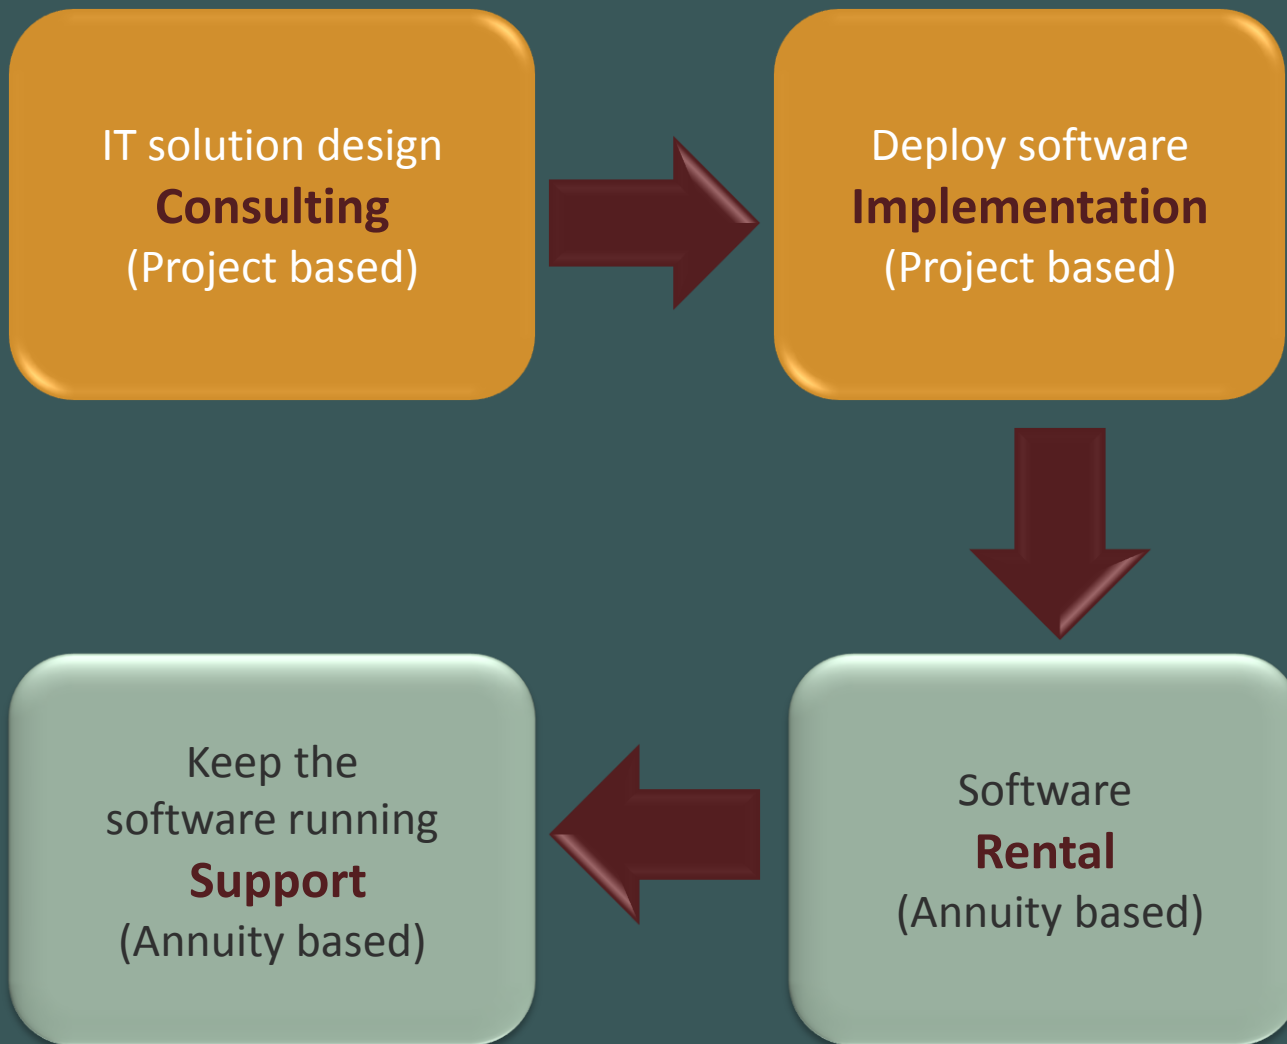 IT solution design
Consulting
(Project based)
Deploy software
Implementation
(Project based)
Software
Rental
(Annuity based)
Keep the
software running
Support
(Annuity based)